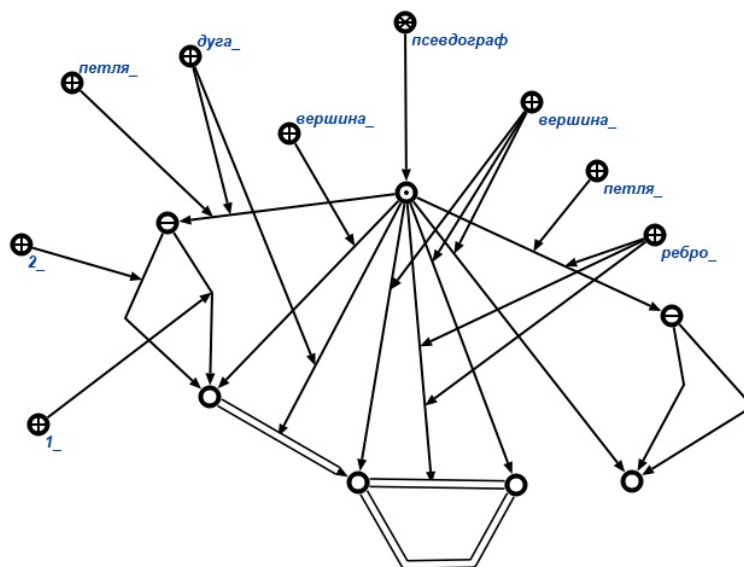 псевдограф
дуга_
петля_
вершина_
вершина_
петля_
ребро_
2_
1_